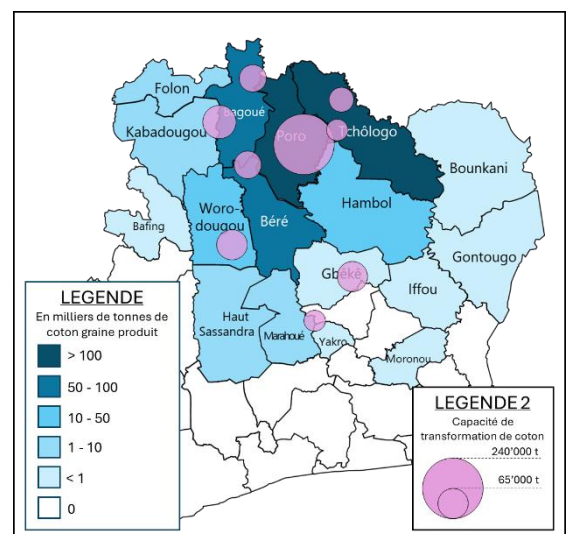 Folon
Bagoué
Kabadougou
Poro
Tchôlogo
Bounkani
Woro-
dougou
Béré
Hambol
Bafing
Gontougo
Gbêkê
Iffou
Haut
Sassandra
Marahoué
Yakro
Moronou
LEGENDE
En milliers de tonnes de
coton graine produit
> 100
50 - 100
10 - 50
1 - 10
< 1
0
LEGENDE 2
Capacité de
transformation de coton
240'000 t
65'000 t